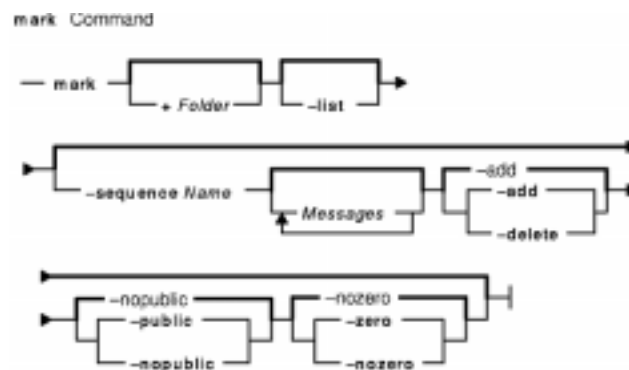 mark Command
mark
+ Folder
-list
-sequence Name
Messages
-add
-add
-delete
-nopublic
-public
-nopublic
-nozero
-zero
-nozero